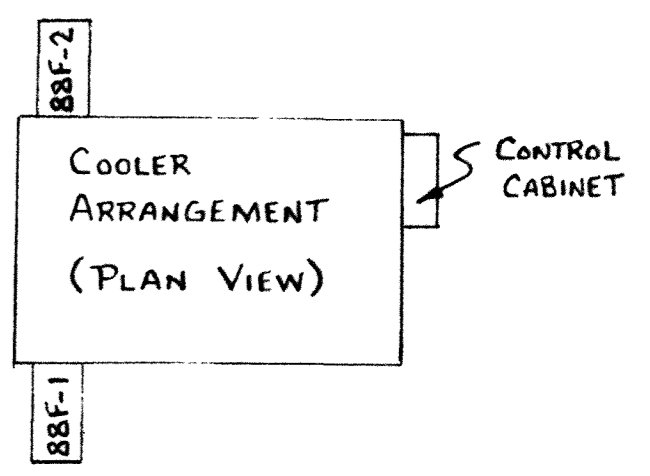 88F-2
COOLER
ARRANGEMENT
(PLAN VIEW)
CONTROL
CABINET
88F-1